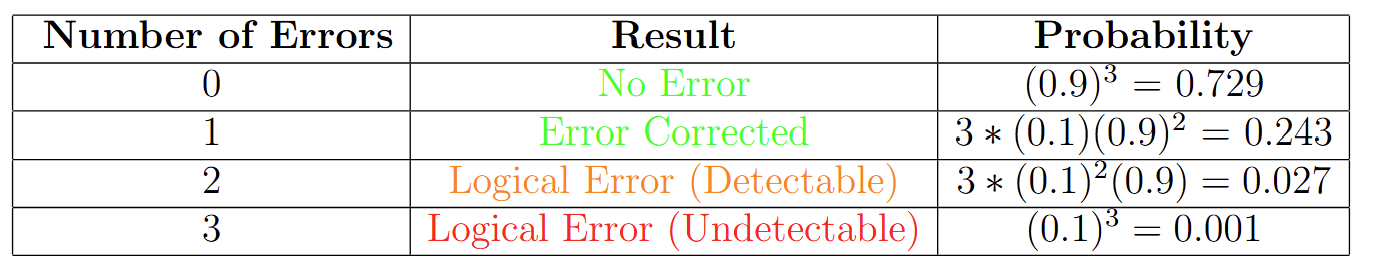 Number of Errors Result Probability
0 No Error (0.9)³ = 0.729
1 Error Corrected 3 ∗ (0.1)(0.9)² = 0.243
2 Logical Error (Detectable) 3 ∗ (0.1)²(0.9) = 0.027
3 Logical Error (Undetectable) (0.1)³ = 0.001